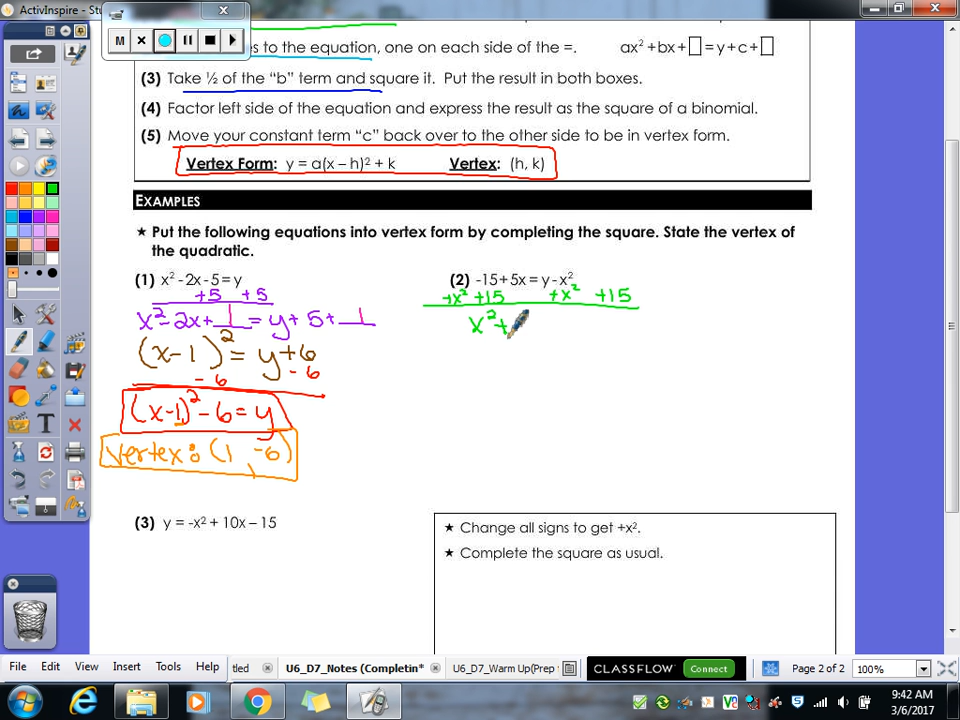 ActivInspire - Stu
M
es to the equation, one on each side of the =. ax² + bx + □ = y + c + □
(3) Take ½ of the “b” term and square it. Put the result in both boxes.
(4) Factor left side of the equation and express the result as the square of a binomial.
(5) Move your constant term “c” back over to the other side to be in vertex form.
Vertex Form: y = a(x – h)² + k Vertex: (h, k)
EXAMPLES
★ Put the following equations into vertex form by completing the square. State the vertex of
the quadratic.
(1) x² - 2x - 5 = y
+5 +5
x² - 2x + 1 = y + 5 + 1
(x - 1)² = y + 6
- 6 - 6
(x - 1)² - 6 = y
Vertex: (1, -6)
(2) -15 + 5x = y - x²
+x² +15 +x² +15
x² +
(3) y = -x² + 10x – 15
★ Change all signs to get +x².
★ Complete the square as usual.
File Edit View Insert Tools Help
tled U6_D7_Notes (Completin* U6_D7_Warm Up(Prep CLASSFLOW Connect Page 2 of 2 100%
9:42 AM
3/6/2017